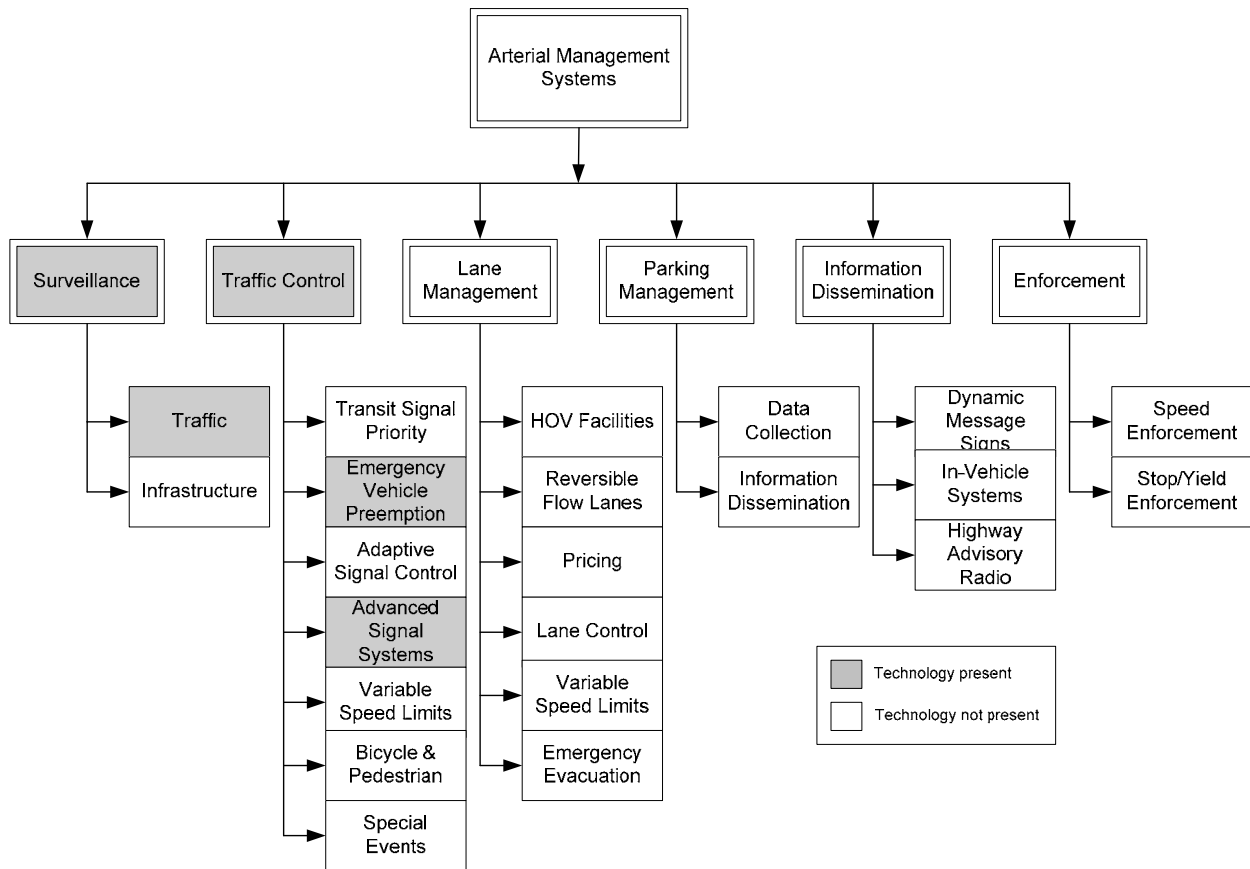 Arterial Management
Systems
Surveillance
Traffic Control
Lane
Management
Parking
Management
Information
Dissemination
Enforcement
Traffic
Infrastructure
Transit Signal
Priority
Emergency
Vehicle
Preemption
Adaptive
Signal Control
Advanced
Signal
Systems
Variable
Speed Limits
Bicycle &
Pedestrian
Special
Events
HOV Facilities
Reversible
Flow Lanes
Pricing
Lane Control
Variable
Speed Limits
Emergency
Evacuation
Data
Collection
Information
Dissemination
Dynamic
Message
Signs
In-Vehicle
Systems
Highway
Advisory
Radio
Speed
Enforcement
Stop/Yield
Enforcement
Technology present
Technology not present